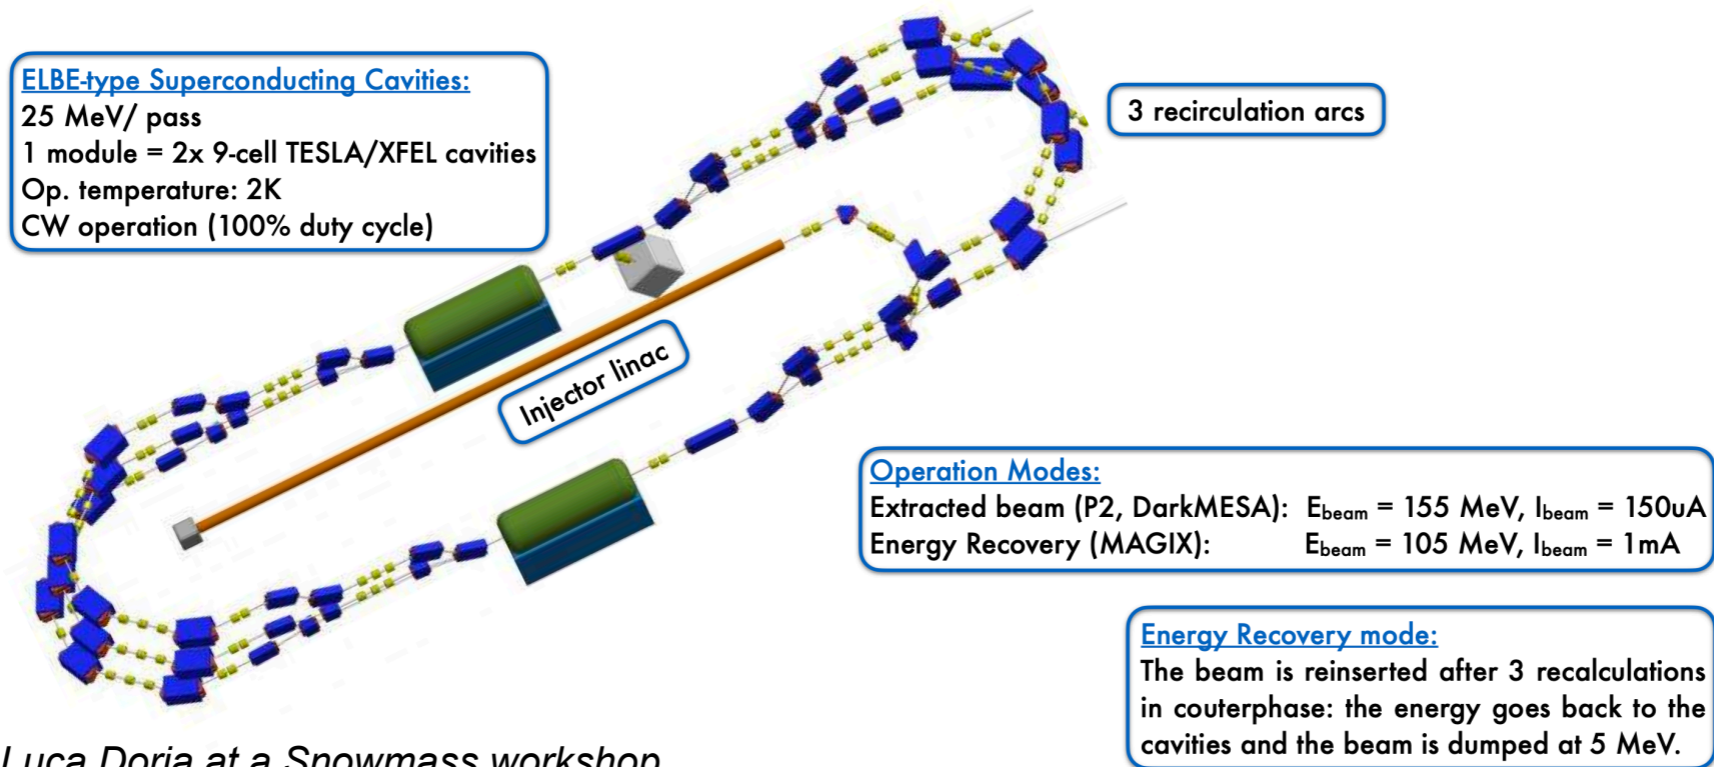 ELBE-type Superconducting Cavities:
25 MeV/ pass
1 module = 2x 9-cell TESLA/XFEL cavities
Op. temperature: 2K
CW operation (100% duty cycle)
3 recirculation arcs
Injector linac
Operation Modes:
Extracted beam (P2, DarkMESA): Ebeam = 155 MeV, Ibeam = 150uA
Energy Recovery (MAGIX): Ebeam = 105 MeV, Ibeam = 1mA
Energy Recovery mode:
The beam is reinserted after 3 recalculations
in couterphase: the energy goes back to the
cavities and the beam is dumped at 5 MeV.
Luca Doria at a Snowmass workshop